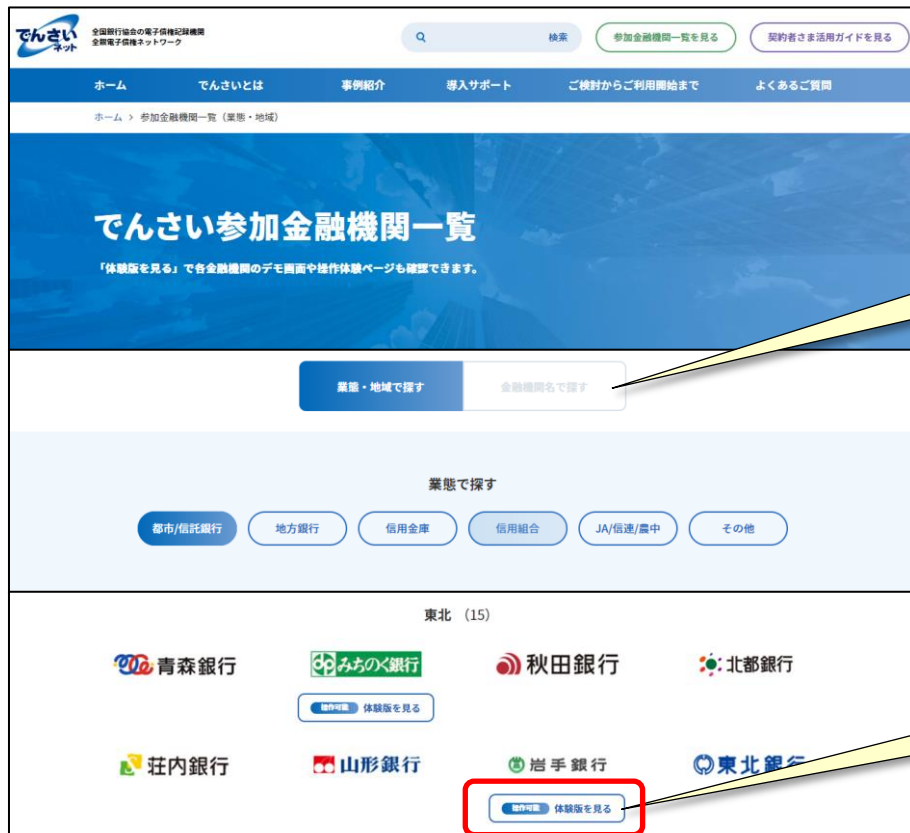 でんさい
ネット
全国銀行協会の電子債権記録機関
全銀電子債権ネットワーク
検索
参加金融機関一覧を見る
契約者さま活用ガイドを見る
ホーム でんさいとは 事例紹介 導入サポート ご検討からご利用開始まで よくあるご質問
ホーム > 参加金融機関一覧（業態・地域）
でんさい参加金融機関一覧
「体験版を見る」で各金融機関のデモ画面や操作体験ページも確認できます。
業態・地域で探す 金融機関名で探す
業態で探す
都市/信託銀行 地方銀行 信用金庫 信用組合 JA/信連/農中 その他
東北 （15）
青森銀行 みちのく銀行 秋田銀行 北都銀行
操作可能 体験版を見る
荘内銀行 山形銀行 岩手銀行 東北銀行
操作可能 体験版を見る